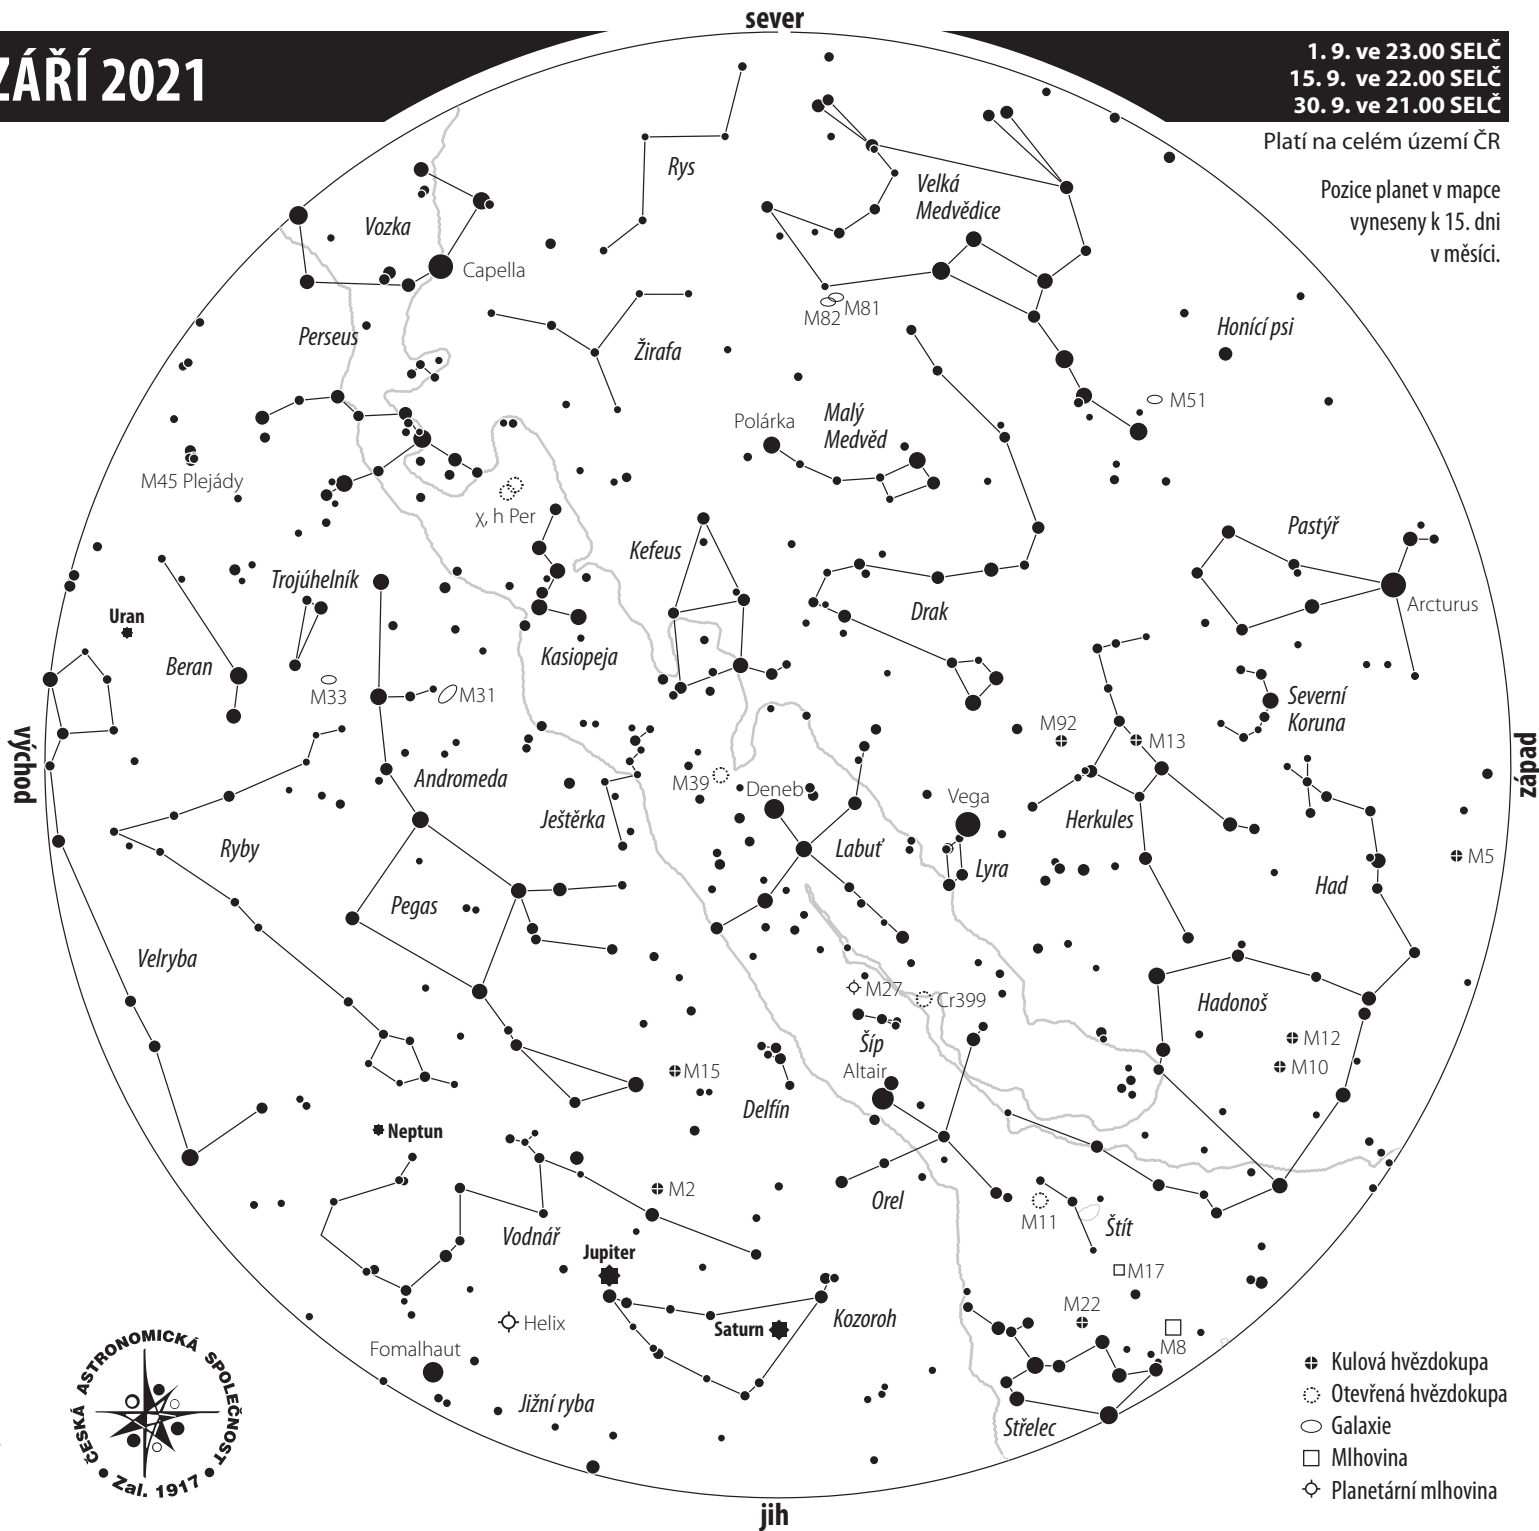 sever
ZÁŘÍ 2021
1. 9. ve 23.00 SELČ
15. 9. ve 22.00 SELČ
30. 9. ve 21.00 SELČ
Platí na celém území ČR
Pozice planet v mapce
vyneseny k 15. dni
v měsíci.
Rys
Velká
Medvědice
Vozka
Capella
M82
M81
Honící psi
Perseus
Žirafa
M51
Malý
Medvěd
Polárka
M45 Plejády
χ, h Per
Pastýř
Kefeus
Trojúhelník
Drak
Arcturus
Uran
Beran
Kasiopeja
M33
M31
Severní
Koruna
M92
M13
východ
západ
Andromeda
M39
Deneb
Vega
Ještěrka
Herkules
Ryby
Labuť
Lyra
M5
Had
Pegas
Velryba
M27
Cr399
Hadonoš
Šíp
M12
M15
Altair
M10
Delfín
Neptun
M2
Orel
M11
Štít
Vodnář
Jupiter
M17
M22
Helix
Saturn
Kozoroh
M8
Fomalhaut
Jižní ryba
Střelec
Kulová hvězdokupa
Otevřená hvězdokupa
Galaxie
Mlhovina
Planetární mlhovina
ČESKÁ ASTRONOMICKÁ SPOLEČNOST
Zal. 1917
jih